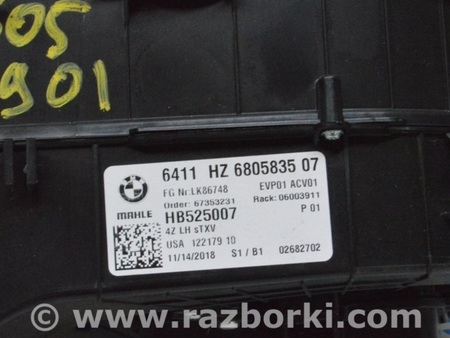 505
901
6411 HZ 6805835 07
FG Nr.LK86748 EVP01 ACV01
Order: 67353231 Rack: 06003911
MAHLE HB525007 P 01
4Z LH sTXV
USA 122179 10
11/14/2018 S1 / B1 02682702
© www.razborki.com/